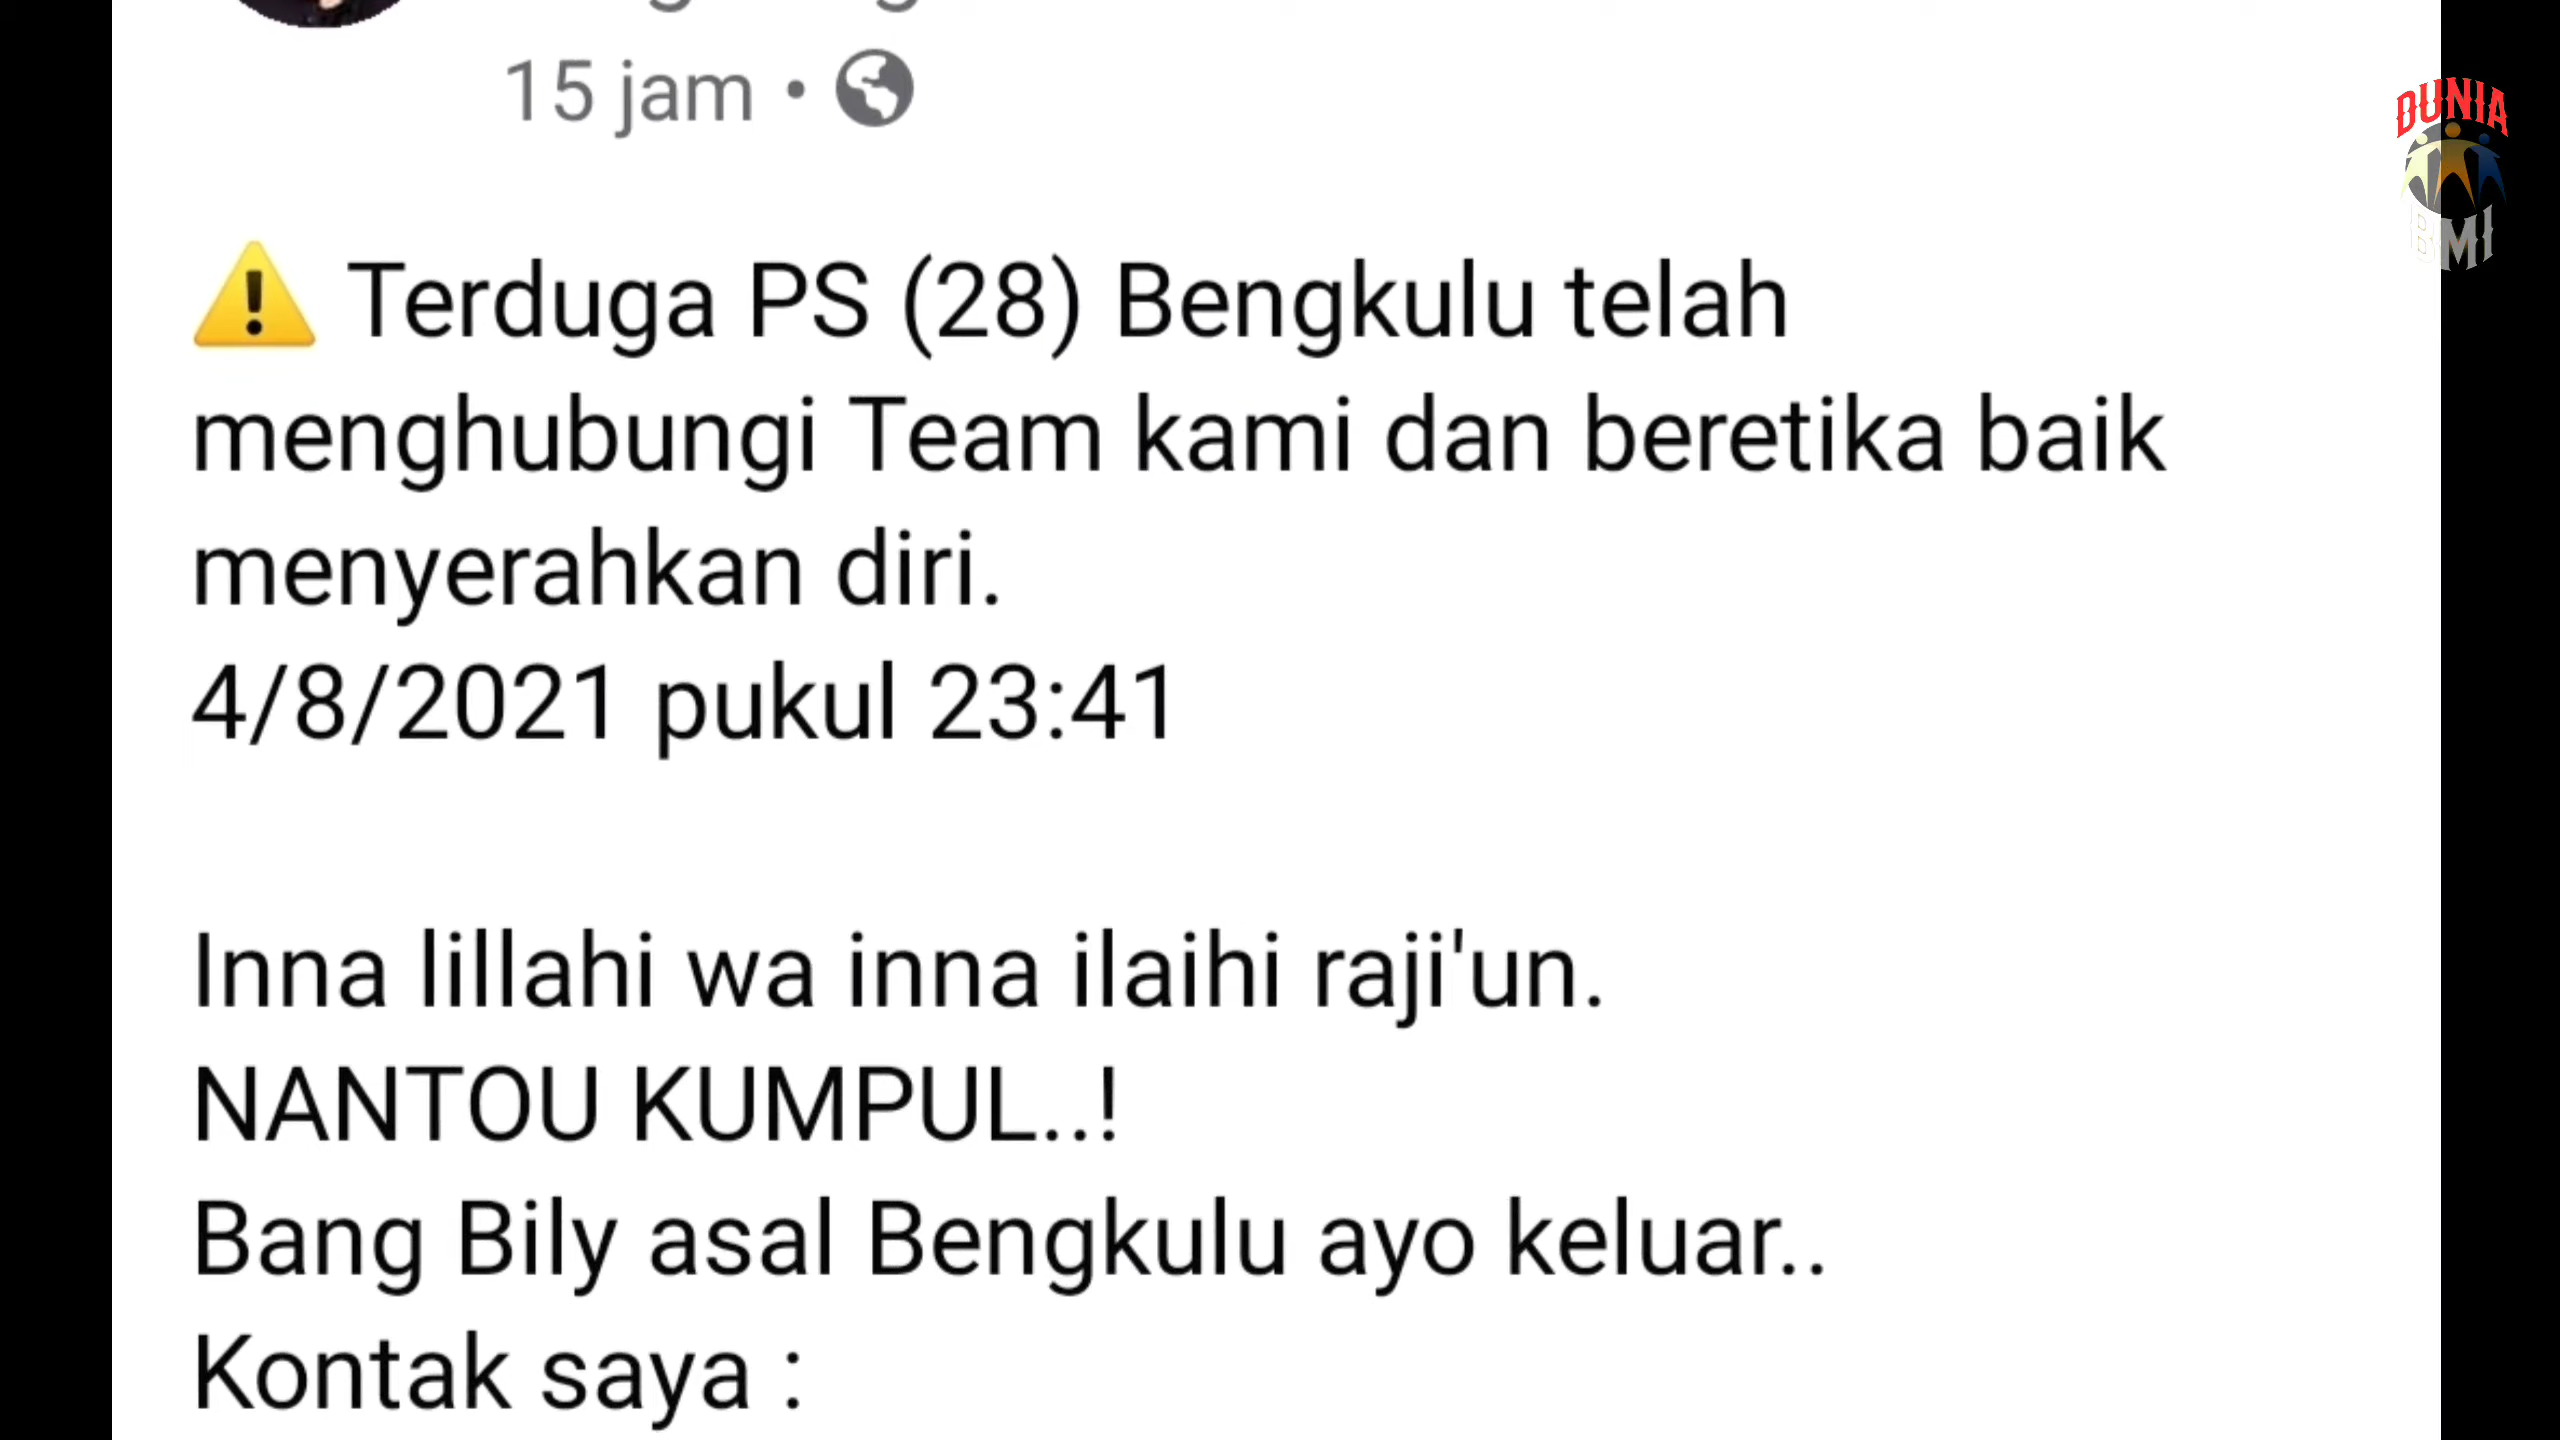 15 jam •
DUNIA
BMI
⚠️ Terduga PS (28) Bengkulu telah
menghubungi Team kami dan beretika baik
menyerahkan diri.
4/8/2021 pukul 23:41
Inna lillahi wa inna ilaihi raji'un.
NANTOU KUMPUL..!
Bang Bily asal Bengkulu ayo keluar..
Kontak saya :